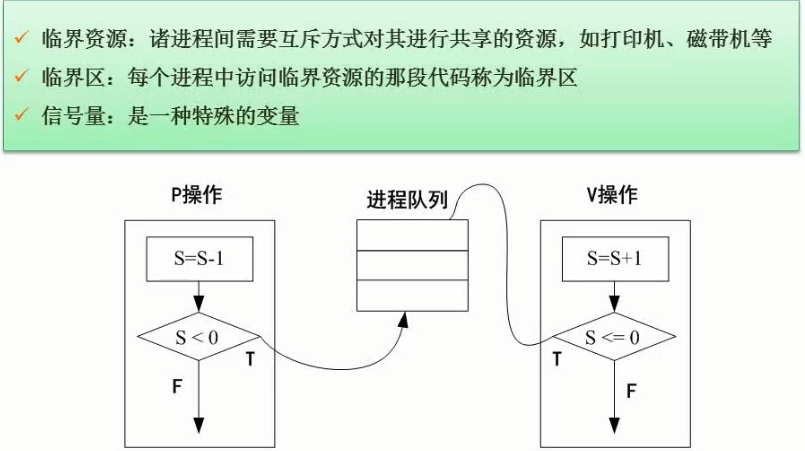 临界资源：诸进程间需要互斥方式对其进行共享的资源，如打印机、磁带机等
临界区：每个进程中访问临界资源的那段代码称为临界区
信号量：是一种特殊的变量
P操作
进程队列
V操作
S=S-1
S=S+1
S < 0
S <= 0
T
T
F
F